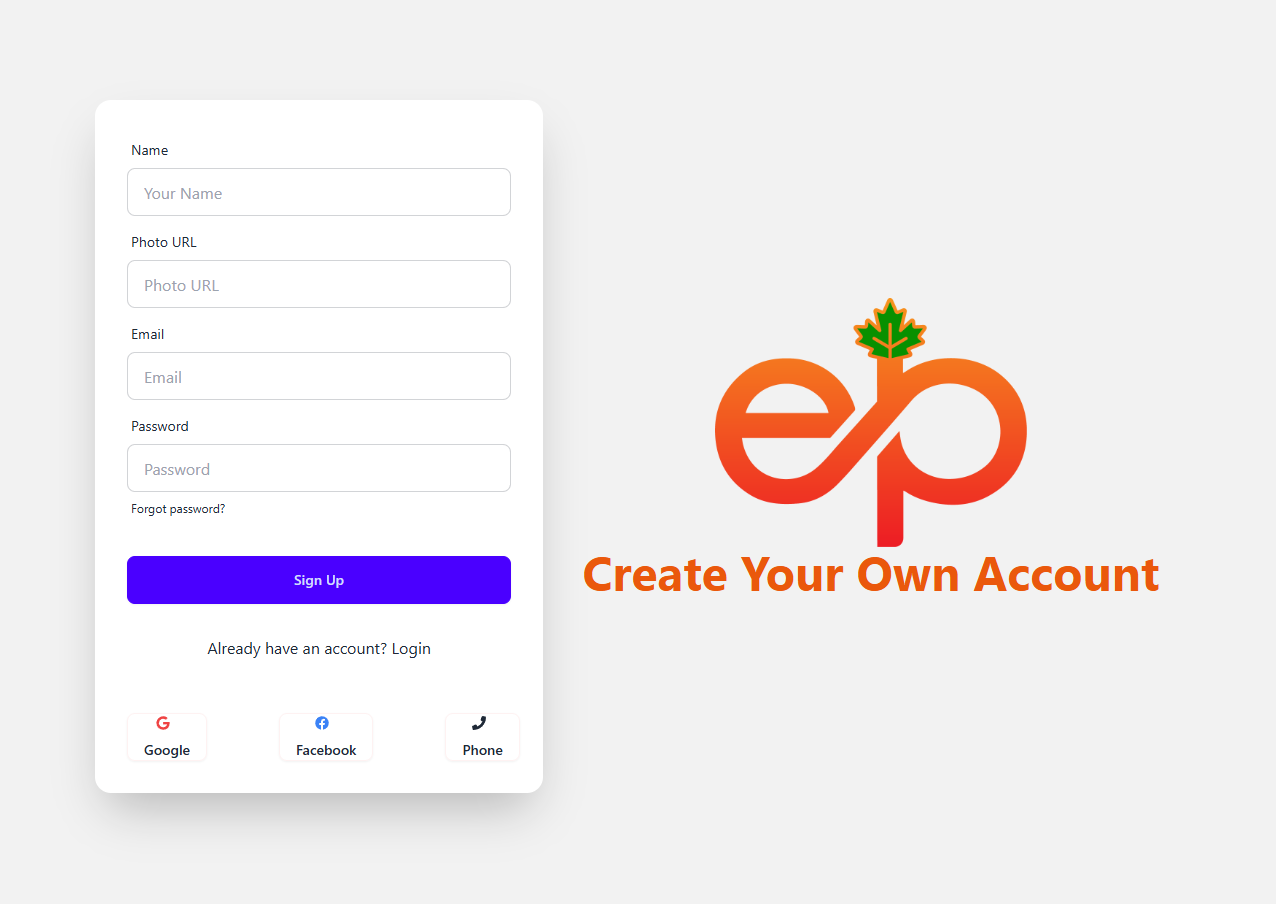 Name
Your Name
Photo URL
Photo URL
Email
Email
Password
Password
Forgot password?
Sign Up
Already have an account? Login
Google
Facebook
Phone
ep
Create Your Own Account